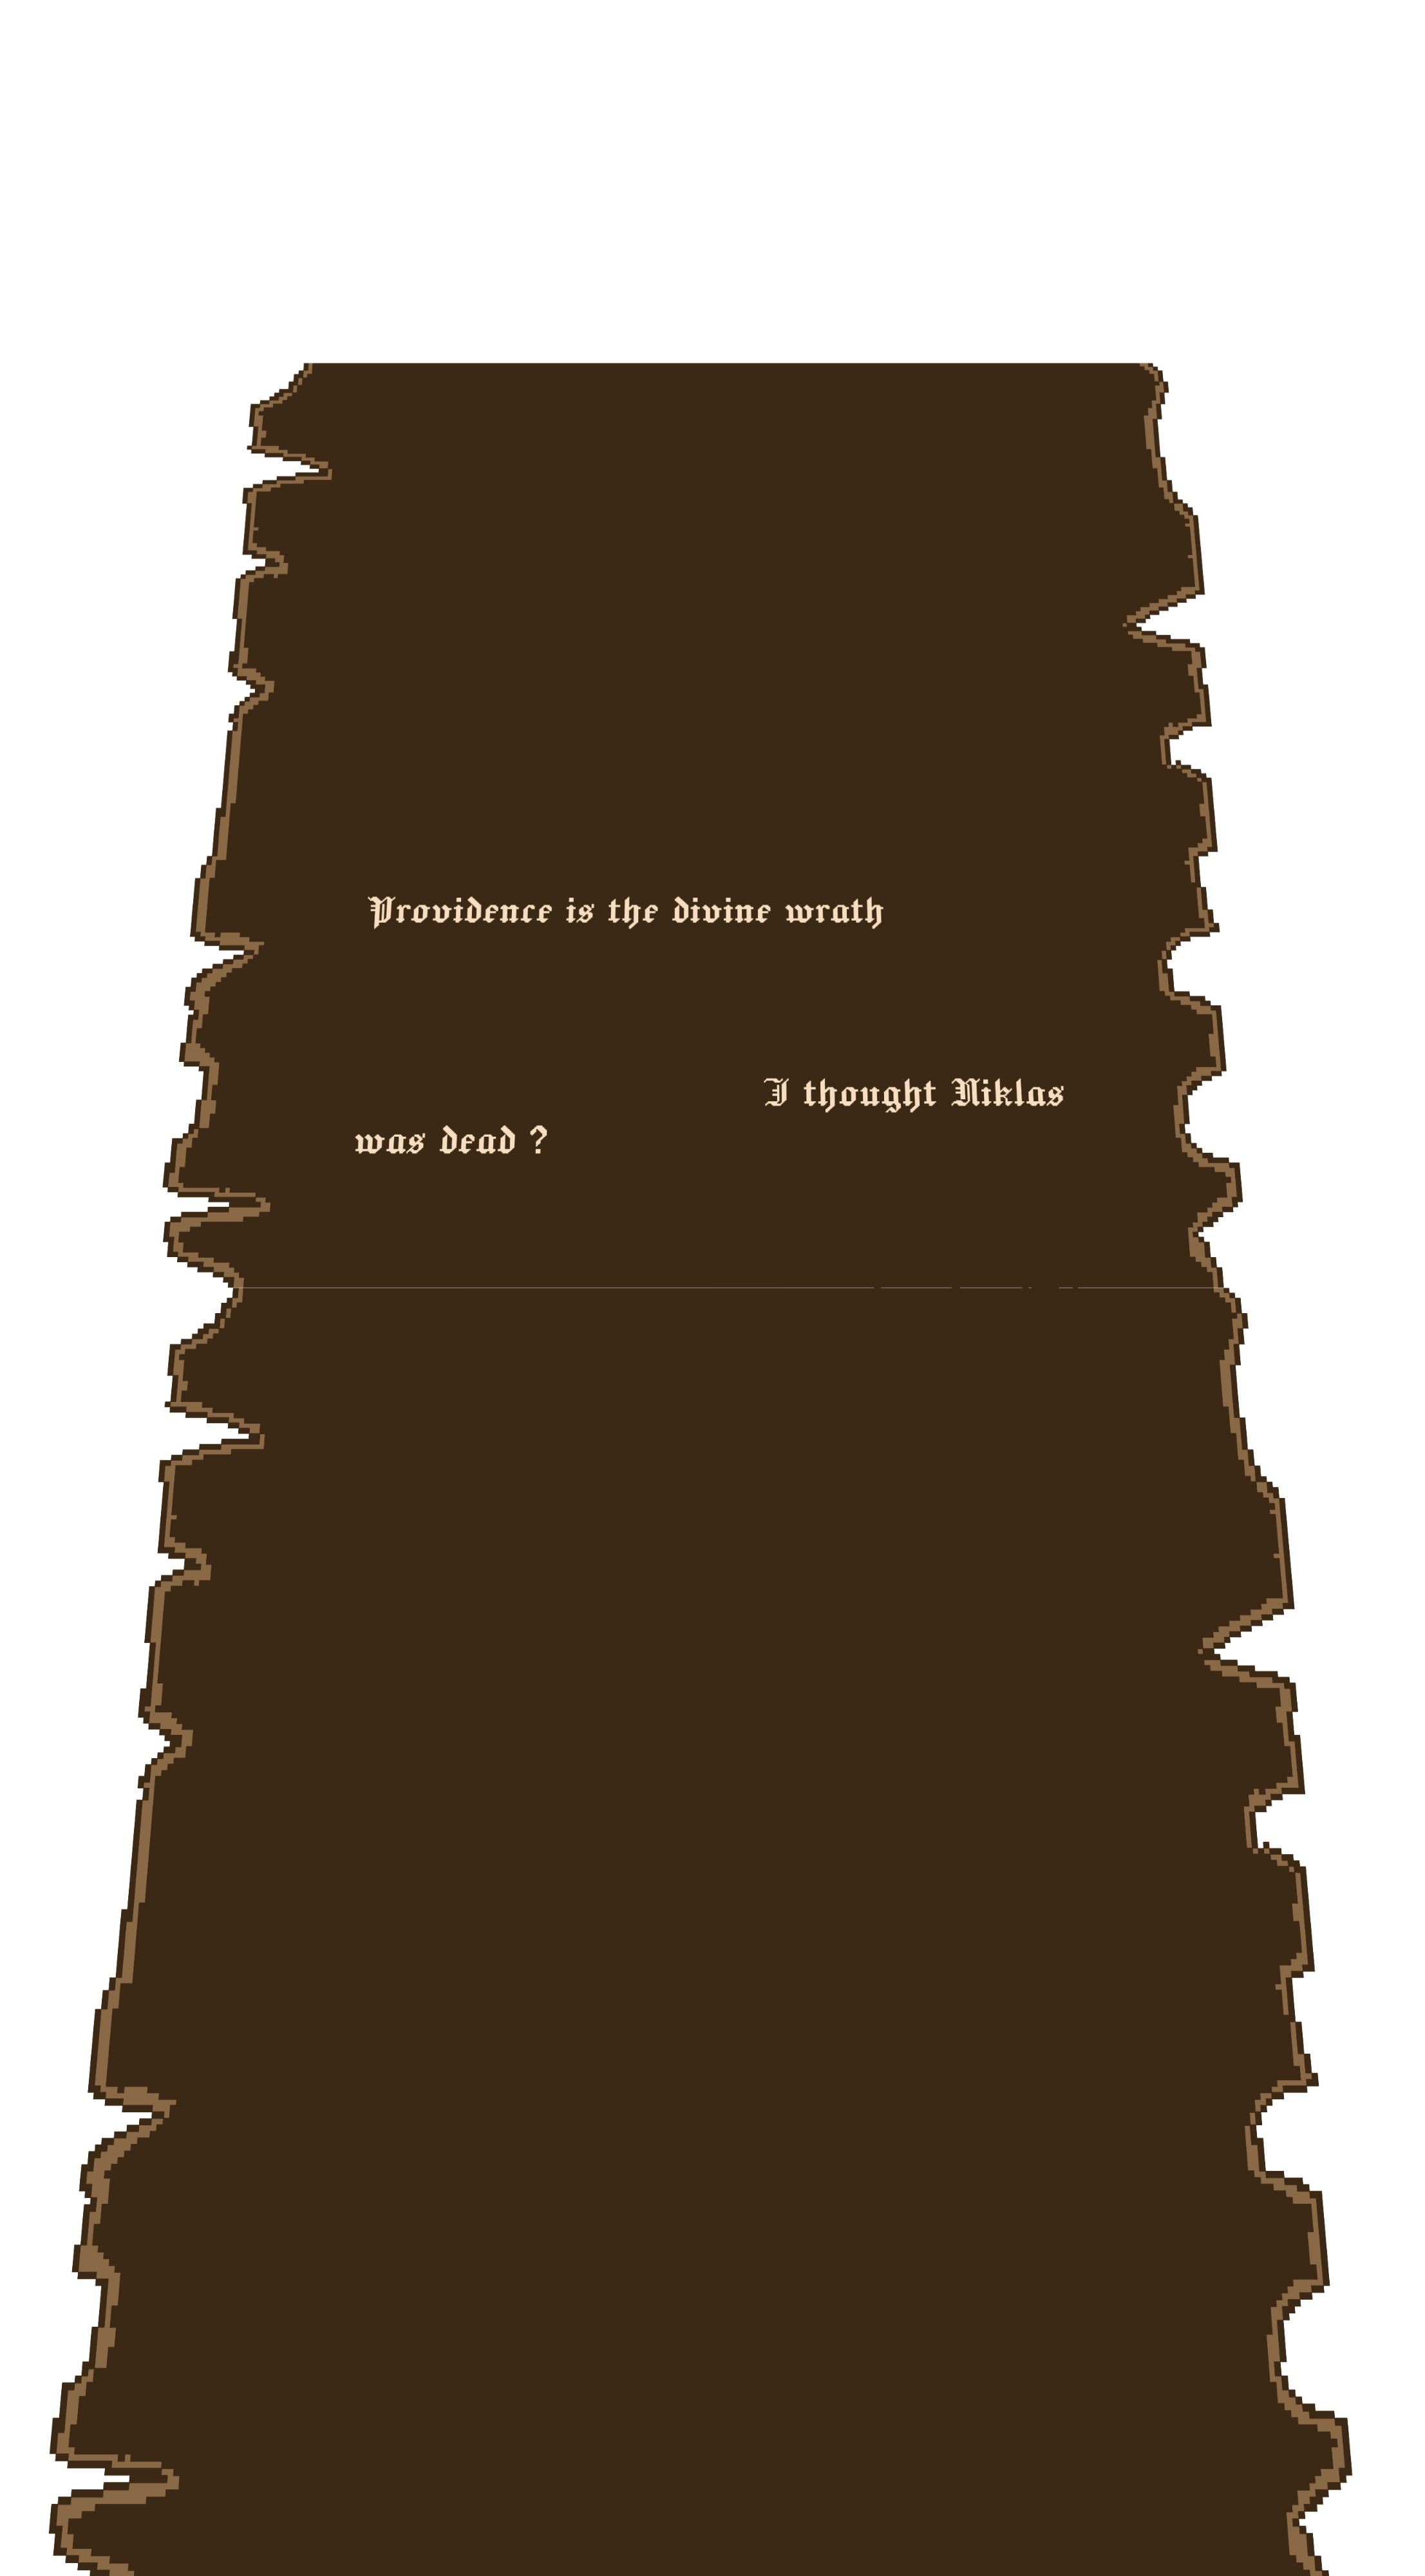 Providence is the divine wrath
I thought Niklas
was dead ?